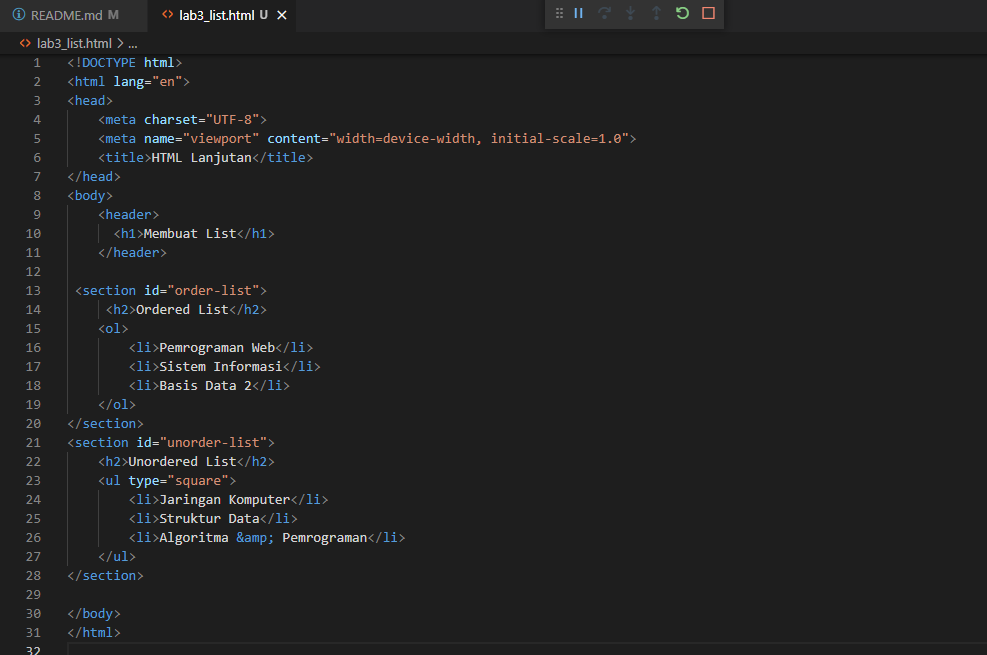 README.md M
lab3_list.html U
lab3_list.html > ...
1 <!DOCTYPE html>
2 <html lang="en">
3 <head>
4     <meta charset="UTF-8">
5     <meta name="viewport" content="width=device-width, initial-scale=1.0">
6     <title>HTML Lanjutan</title>
7 </head>
8 <body>
9     <header>
10       <h1>Membuat List</h1>
11     </header>
12
13  <section id="order-list">
14      <h2>Ordered List</h2>
15     <ol>
16         <li>Pemrograman Web</li>
17         <li>Sistem Informasi</li>
18         <li>Basis Data 2</li>
19     </ol>
20 </section>
21 <section id="unorder-list">
22     <h2>Unordered List</h2>
23     <ul type="square">
24         <li>Jaringan Komputer</li>
25         <li>Struktur Data</li>
26         <li>Algoritma &amp; Pemrograman</li>
27     </ul>
28 </section>
29
30 </body>
31 </html>
32